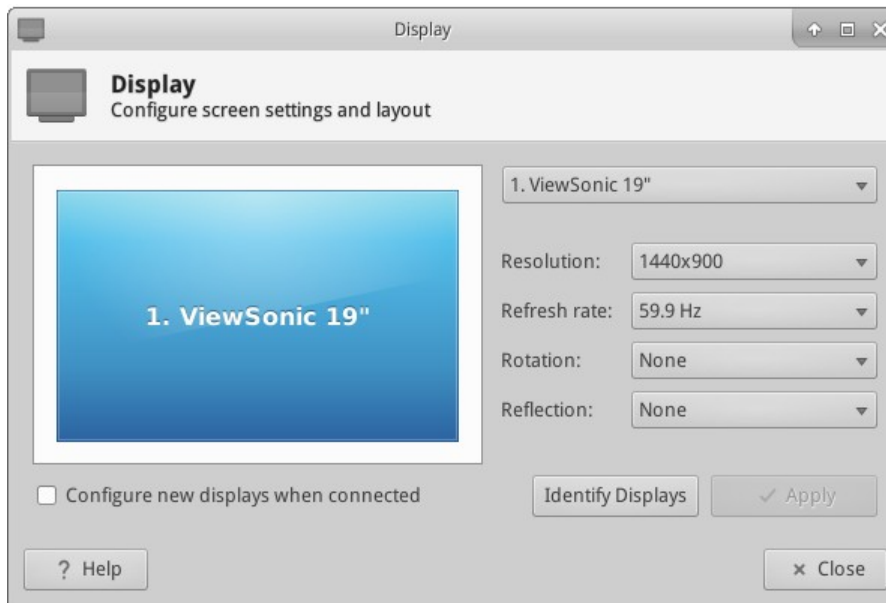 Display
Display
Configure screen settings and layout
1. ViewSonic 19"
1. ViewSonic 19"
Resolution: 1440x900
Refresh rate: 59.9 Hz
Rotation: None
Reflection: None
Configure new displays when connected
Identify Displays
Apply
? Help
Close